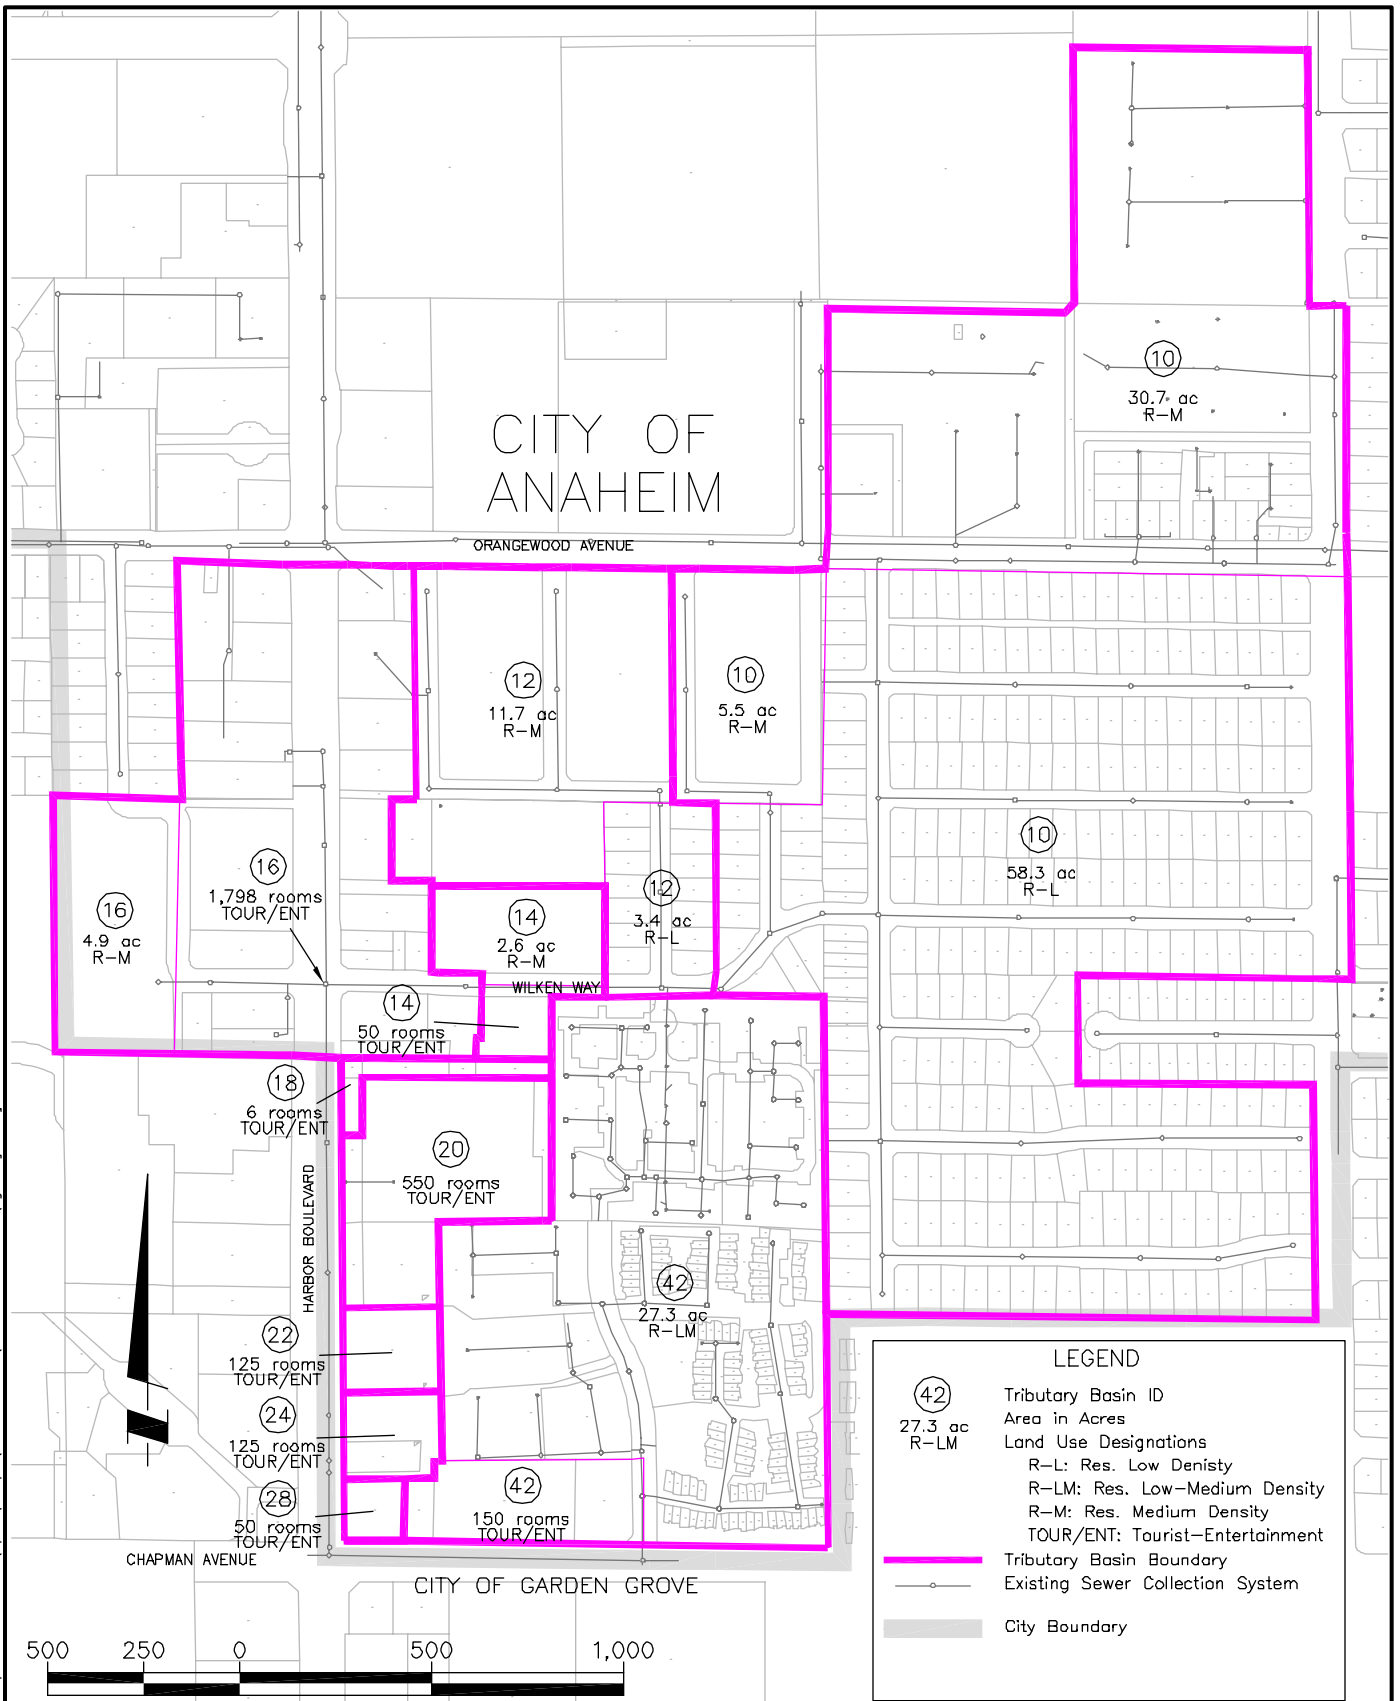 10
30.7 ac
R-M
CITY OF
ANAHEIM
ORANGEWOOD AVENUE
12
11.7 ac
R-M
10
5.5 ac
R-M
10
58.3 ac
R-L
16
1,798 rooms
TOUR/ENT
16
4.9 ac
R-M
12
3.4 ac
R-L
14
2.6 ac
R-M
WILKEN WAY
14
50 rooms
TOUR/ENT
18
6 rooms
TOUR/ENT
20
550 rooms
TOUR/ENT
HARBOR BOULEVARD
42
27.3 ac
R-LM
22
125 rooms
TOUR/ENT
24
125 rooms
TOUR/ENT
28
50 rooms
TOUR/ENT
42
150 rooms
TOUR/ENT
CHAPMAN AVENUE
CITY OF GARDEN GROVE
500 250 0 500 1,000
LEGEND
42
27.3 ac
R-LM
Tributary Basin ID
Area in Acres
Land Use Designations
R-L: Res. Low Denisty
R-LM: Res. Low-Medium Density
R-M: Res. Medium Density
TOUR/ENT: Tourist-Entertainment
Tributary Basin Boundary
Existing Sewer Collection System
City Boundary